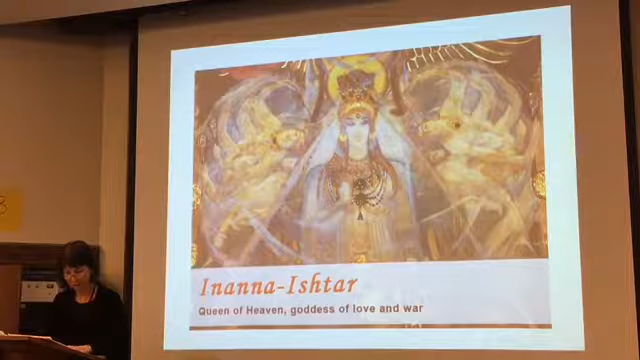 Inanna-Ishtar
Queen of Heaven, goddess of love and war